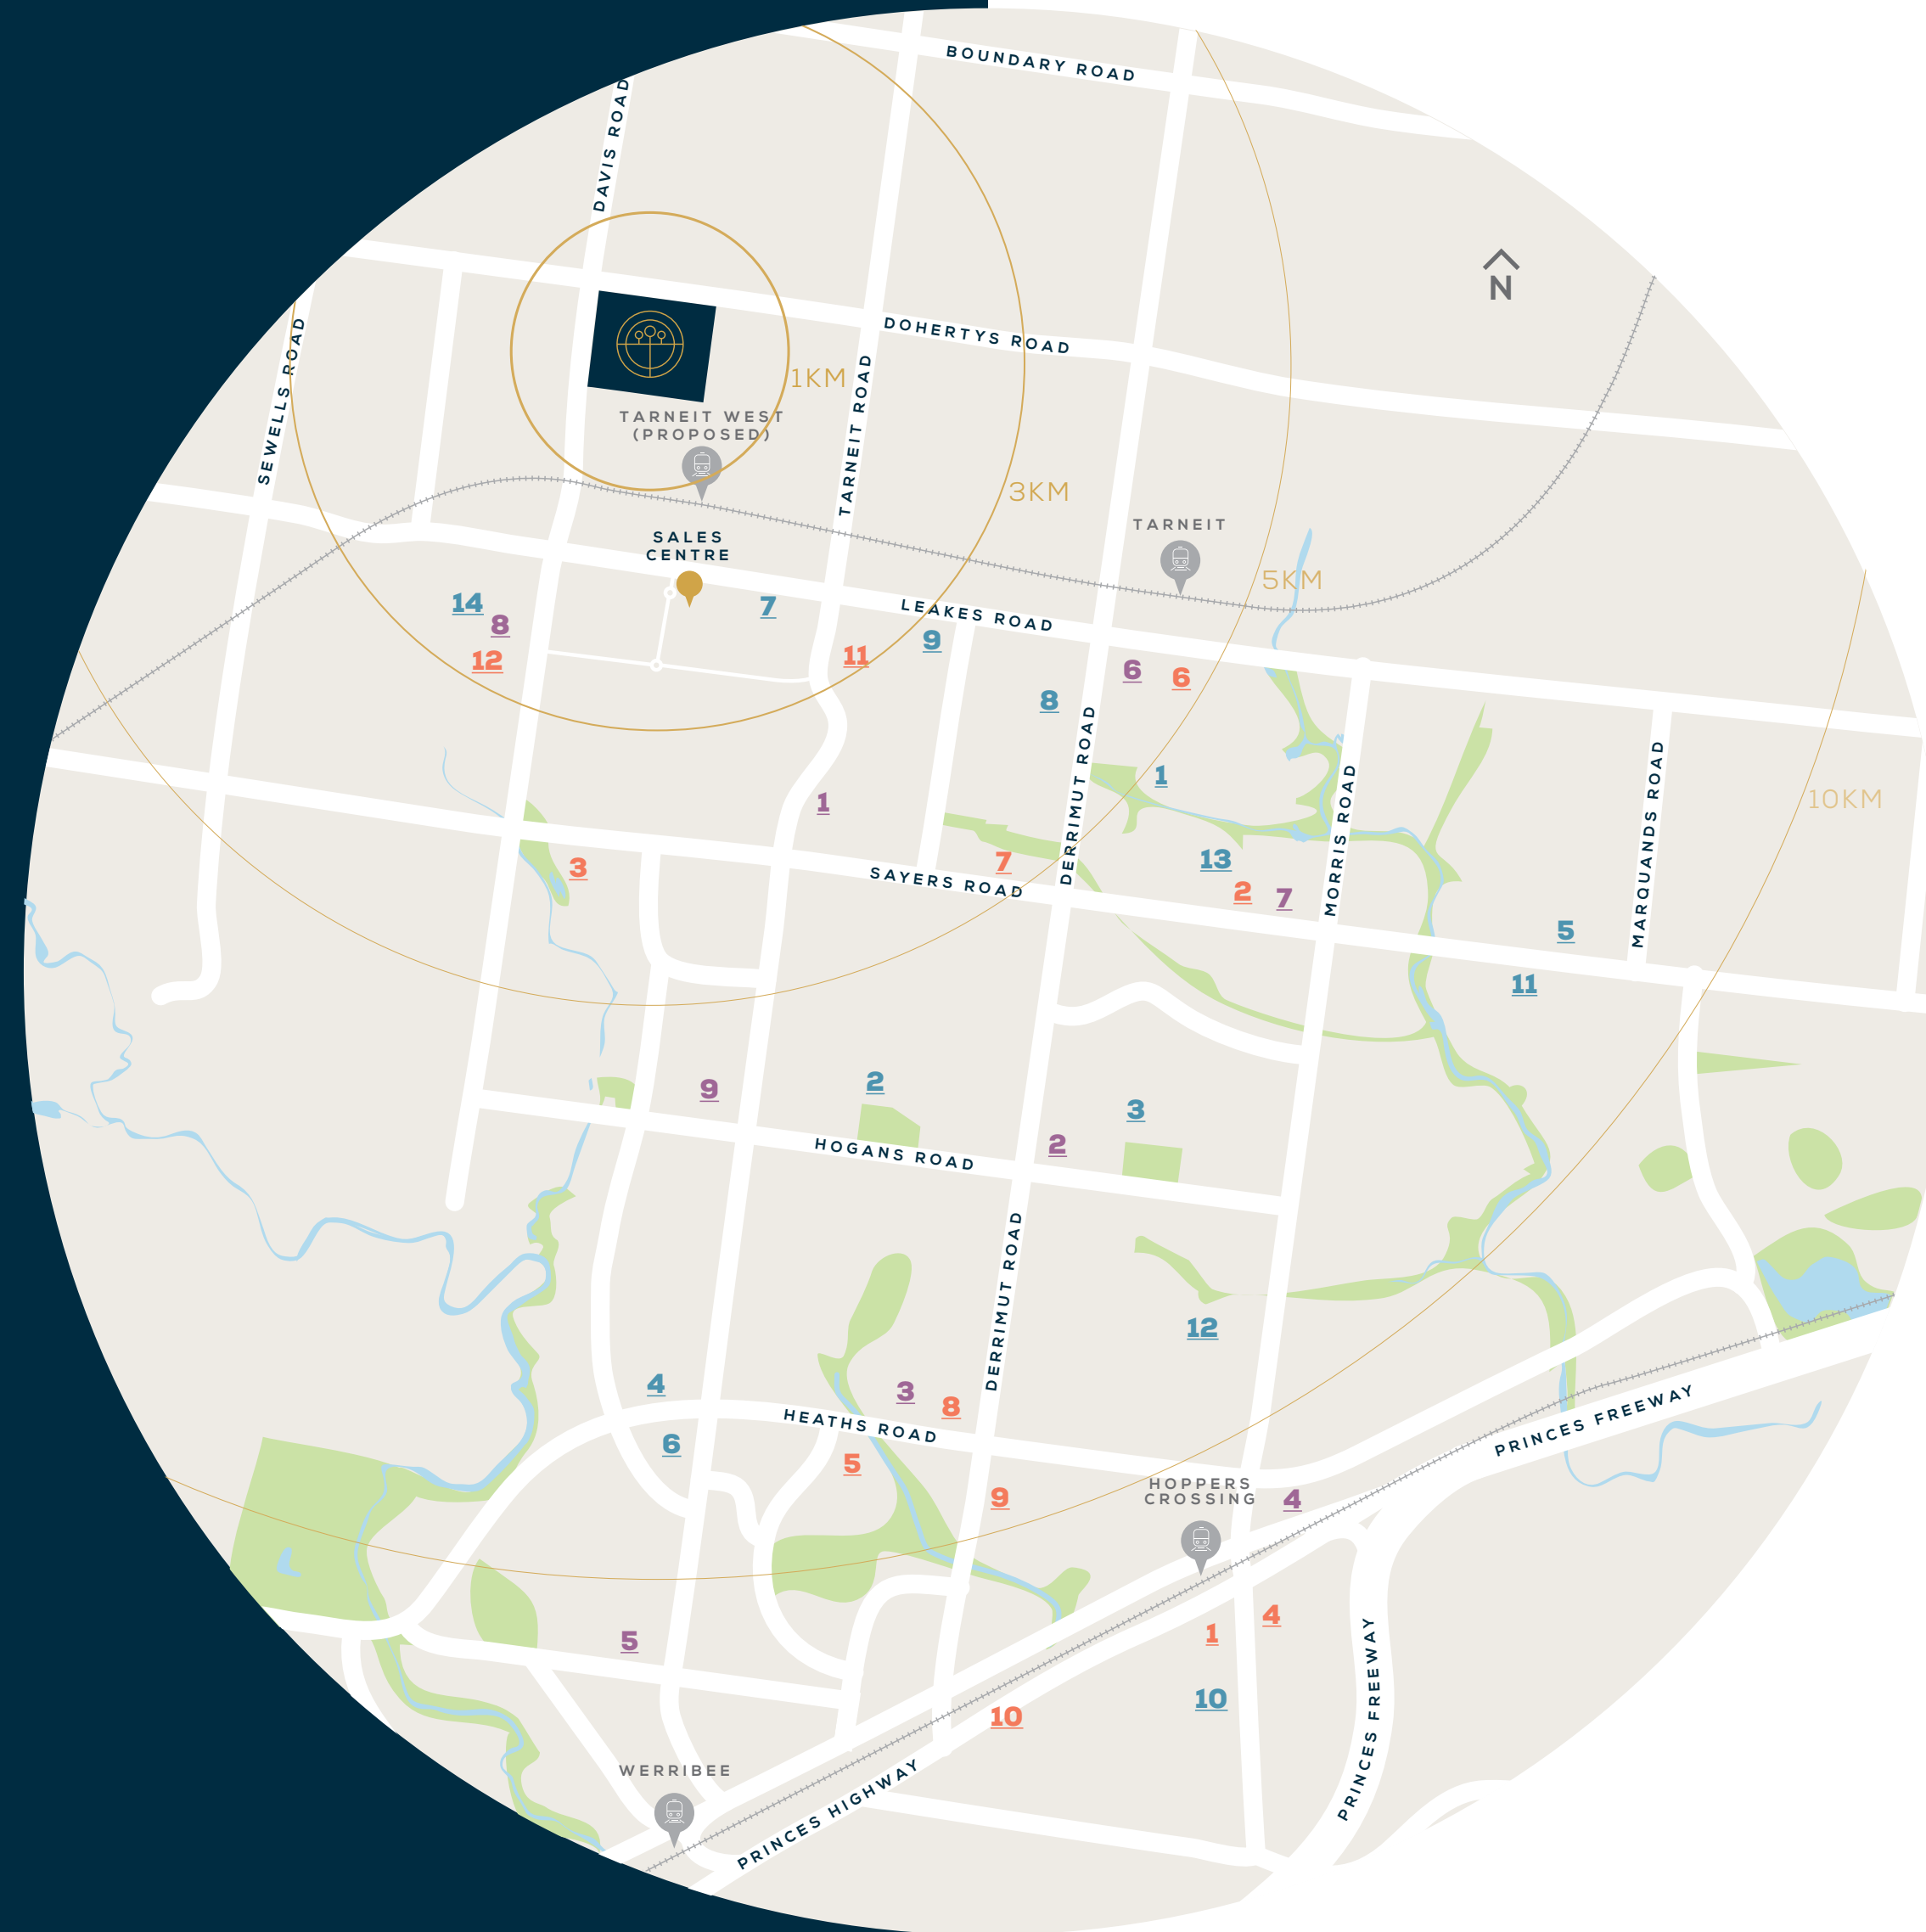 BOUNDARY ROAD
DAVIS ROAD
N
DOHERTYS ROAD
SEWELLS ROAD
1KM
TARNEIT ROAD
TARNEIT WEST
(PROPOSED)
3KM
TARNEIT
SALES
CENTRE
5KM
14
7
8
LEAKES ROAD
9
12
11
6
6
8
DERRIMUT ROAD
1
MORRIS ROAD
MARQUANDS ROAD
10KM
1
3
7
13
SAYERS ROAD
2
7
5
11
9
2
3
HOGANS ROAD
2
DERRIMUT ROAD
12
4
3
8
HEATHS ROAD
6
5
PRINCES FREEWAY
9
HOPPERS
CROSSING
4
5
1
4
10
10
PRINCES FREEWAY
WERRIBEE
PRINCES HIGHWAY